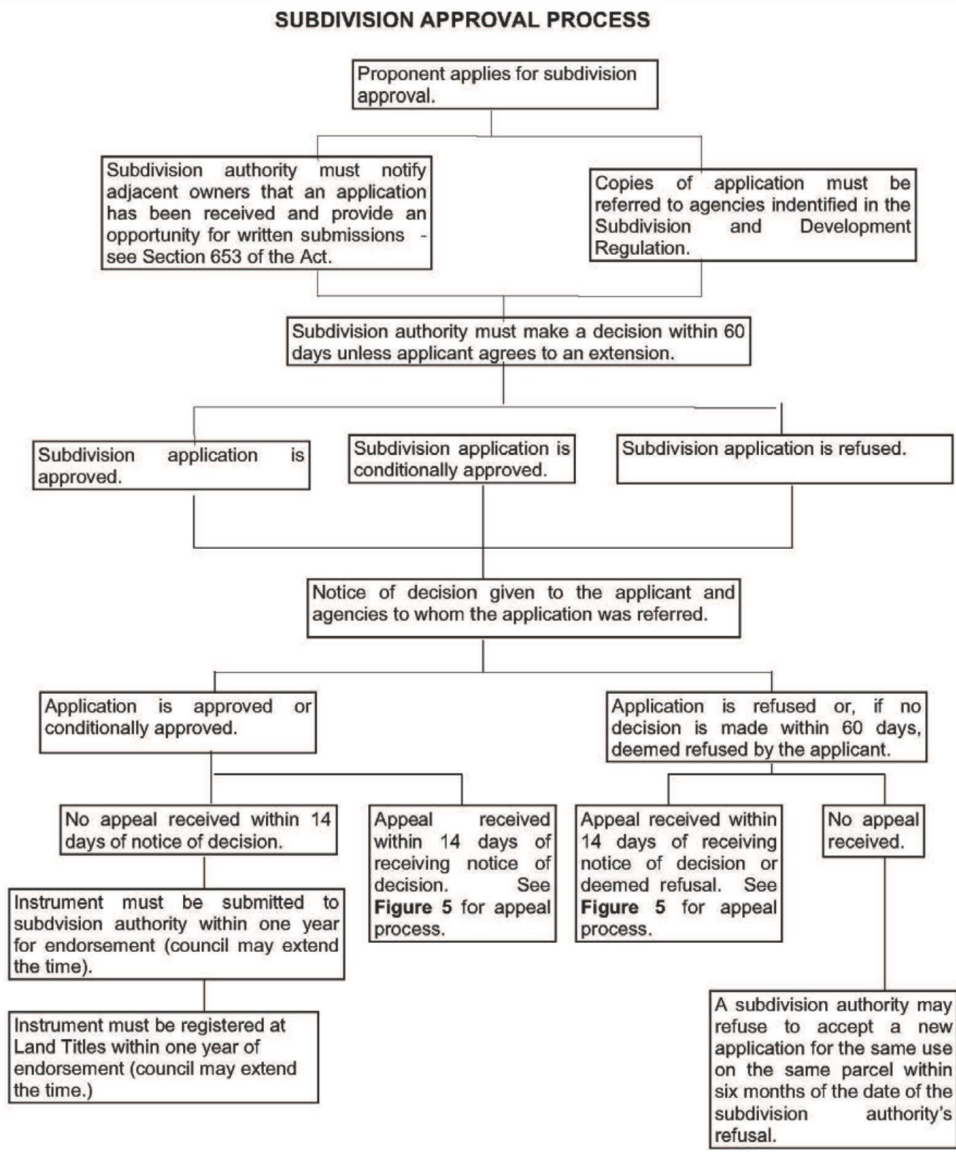 SUBDIVISION APPROVAL PROCESS
Proponent applies for subdivision
approval.
Subdivision authority must notify
adjacent owners that an application
has been received and provide an
opportunity for written submissions -
see Section 653 of the Act.
Copies of application must be
referred to agencies indentified in the
Subdivision and Development
Regulation.
Subdivision authority must make a decision within 60
days unless applicant agrees to an extension.
Subdivision application is
approved.
Subdivision application is
conditionally approved.
Subdivision application is refused.
Notice of decision given to the applicant and
agencies to whom the application was referred.
Application is approved or
conditionally approved.
Application is refused or, if no
decision is made within 60 days,
deemed refused by the applicant.
No appeal received within 14
days of notice of decision.
Appeal received
within 14 days of
receiving notice of
decision. See
Figure 5 for appeal
process.
Appeal received within
14 days of receiving
notice of decision or
deemed refusal. See
Figure 5 for appeal
process.
No appeal
received.
Instrument must be submitted to
subdvision authority within one year
for endorsement (council may extend
the time).
Instrument must be registered at
Land Titles within one year of
endorsement (council may extend
the time.)
A subdivision authority may
refuse to accept a new
application for the same use
on the same parcel within
six months of the date of the
subdivision authority's
refusal.